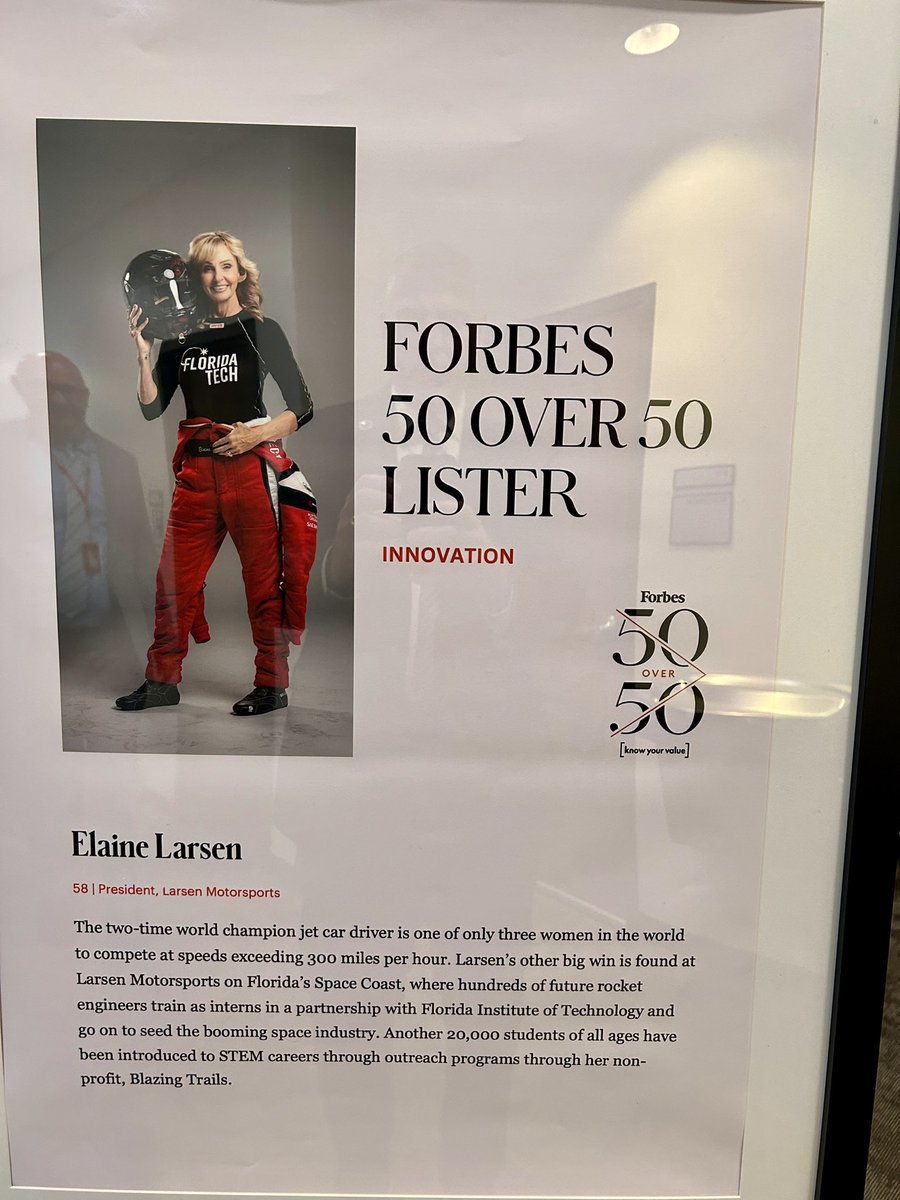 FLORIDA
TECH
FORBES
50 OVER 50
LISTER
INNOVATION
Forbes
50
OVER
50
[know your value]
Elaine Larsen
58 | President, Larsen Motorsports
The two-time world champion jet car driver is one of only three women in the world
to compete at speeds exceeding 300 miles per hour. Larsen's other big win is found at
Larsen Motorsports on Florida's Space Coast, where hundreds of future rocket
engineers train as interns in a partnership with Florida Institute of Technology and
go on to seed the booming space industry. Another 20,000 students of all ages have
been introduced to STEM careers through outreach programs through her non-
profit, Blazing Trails.